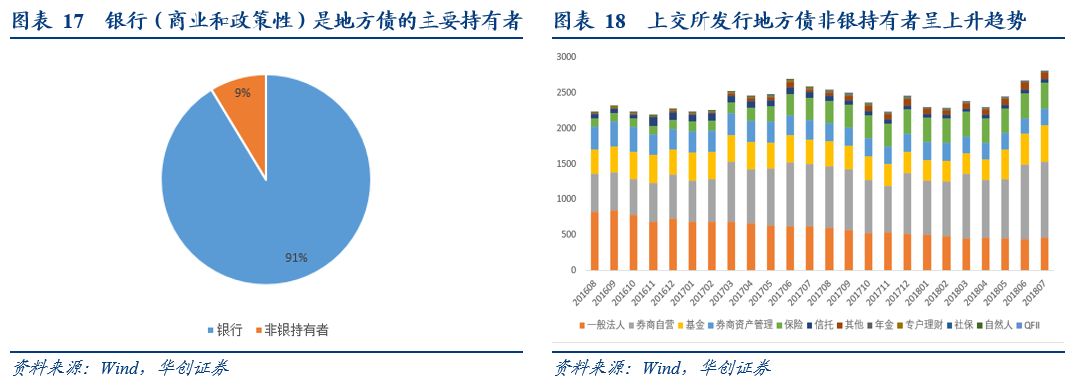 图表 17 银行（商业和政策性）是地方债的主要持有者
9%
91%
银行 非银持有者
资料来源：Wind，华创证券
图表 18 上交所发行地方债非银持有者呈上升趋势
3000
2500
2000
1500
1000
500
0
201608 201609 201610 201611 201612 201701 201702 201703 201704 201705 201706 201707 201708 201709 201710 201711 201712 201801 201802 201803 201804 201805 201806 201807
一般法人 券商自营 基金 券商资产管理 保险 信托 其他 年金 专户理财 社保 自然人 QFII
资料来源：Wind，华创证券